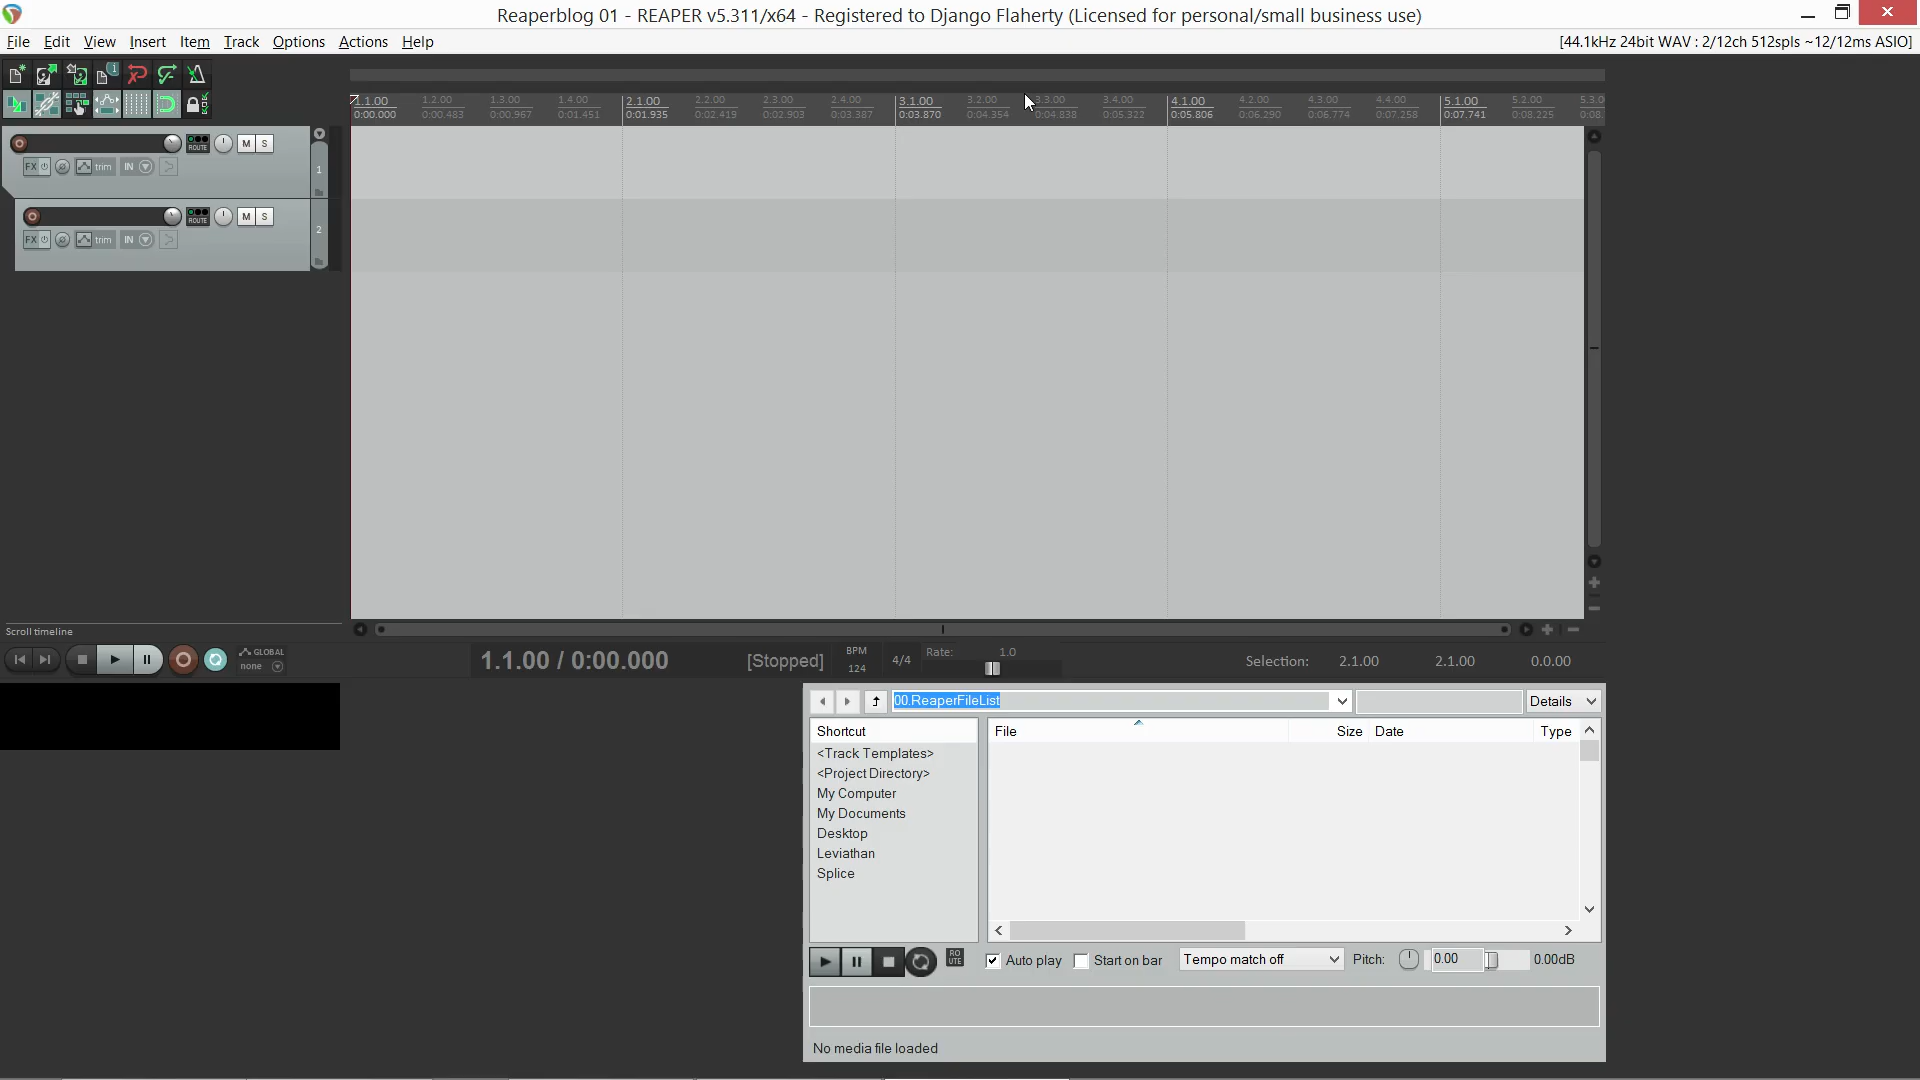 Reaperblog 01 - REAPER v5.311/x64 - Registered to Django Flaherty (Licensed for personal/small business use)
File Edit View Insert Item Track Options Actions Help
[44.1kHz 24bit WAV : 2/12ch 512spls ~12/12ms ASIO]
1.1.00 1.2.00 1.3.00 1.4.00 2.1.00 2.2.00 2.3.00 2.4.00 3.1.00 3.2.00 3.3.00 3.4.00 4.1.00 4.2.00 4.3.00 4.4.00 5.1.00 5.2.00 5.3.0
0:00.000 0:00.483 0:00.967 0:01.451 0:01.935 0:02.419 0:02.903 0:03.387 0:03.870 0:04.354 0:04.838 0:05.322 0:05.806 0:06.290 0:06.774 0:07.258 0:07.741 0:08.225 0:08.
ROUTE M S
FX trim IN 1
ROUTE M S
FX trim IN 2
Scroll timeline
GLOBAL
none
1.1.00 / 0:00.000 [Stopped]
BPM
124
4/4
Rate: 1.0
Selection: 2.1.00 2.1.00 0.0.00
00.ReaperFileList Details
Shortcut File Size Date Type
<Track Templates>
<Project Directory>
My Computer
My Documents
Desktop
Leviathan
Splice
RO
UTE
Auto play Start on bar Tempo match off Pitch: 0.00 0.00dB
No media file loaded